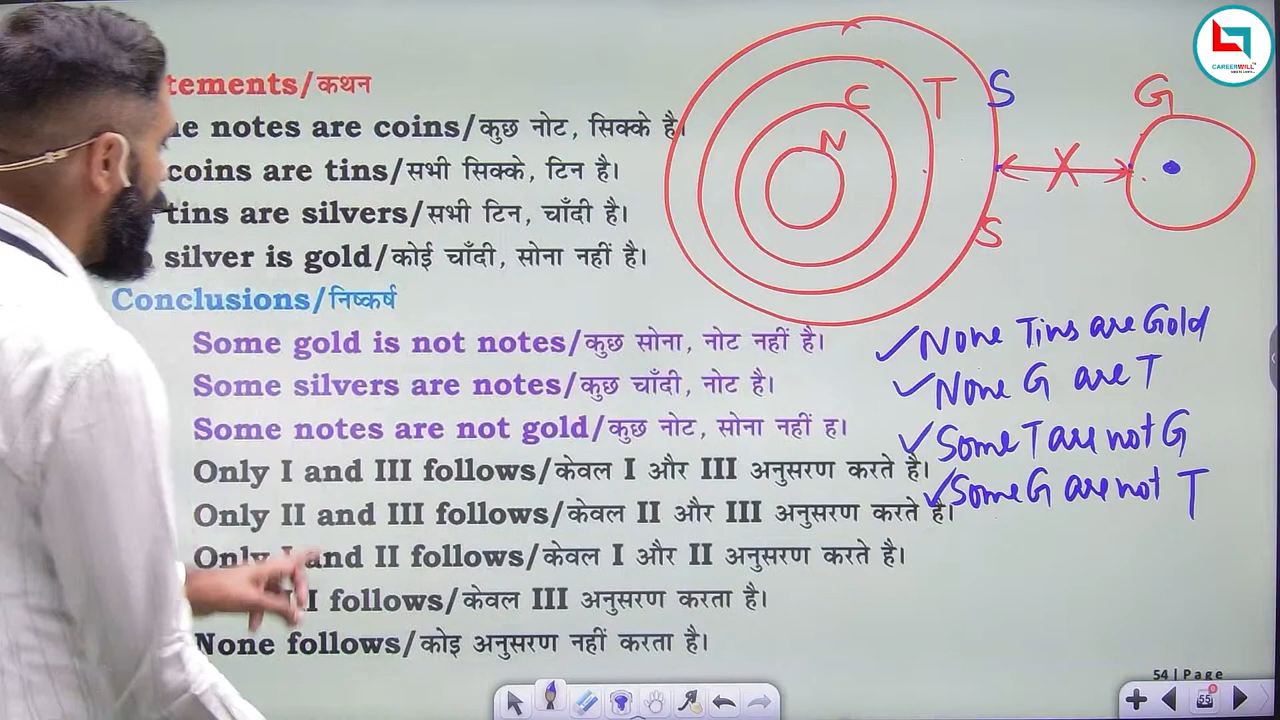 tements/कथन
ne notes are coins/कुछ नोट, सिक्के है।
coins are tins/सभी सिक्के, टिन है।
tins are silvers/सभी टिन, चाँदी है।
silver is gold/कोई चाँदी, सोना नहीं है।
Conclusions/निष्कर्ष
Some gold is not notes/कुछ सोना, नोट नहीं है।
Some silvers are notes/कुछ चाँदी, नोट है।
Some notes are not gold/कुछ नोट, सोना नहीं ह।
Only I and III follows/केवल I और III अनुसरण करते है।
Only II and III follows/केवल II और III अनुसरण करते है।
Only I and II follows/केवल I और II अनुसरण करते है।
II follows/केवल III अनुसरण करता है।
None follows/कोइ अनुसरण नहीं करता है।
N
C
T
S
S
G
None Tins are Gold
None G are T
Some T are not G
Some G are not T
CAREERWILL
54 | Page
55